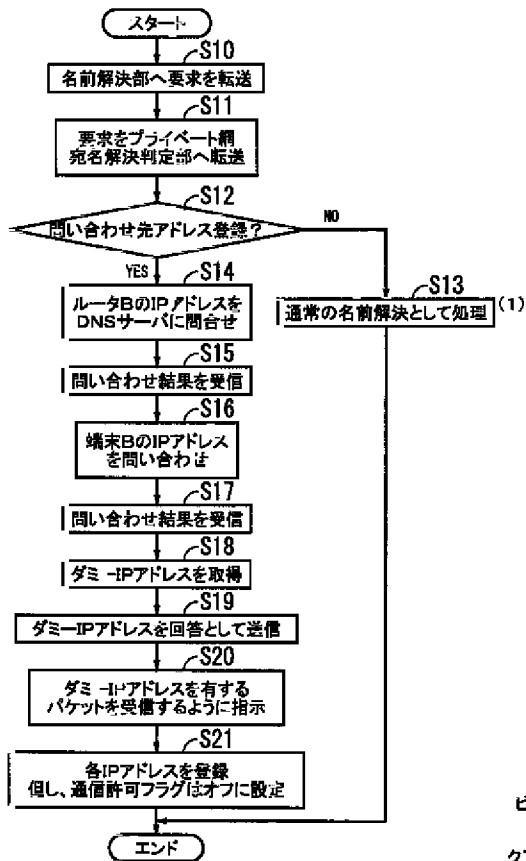 スタート
S10
名前解決部へ要求を転送
S11
要求をプライベート網
宛名解決判定部へ転送
S12
問い合わせ先アドレス登録？
NO
YES
S14
S13
ルータBのIPアドレスを
DNSサーバに問合せ
通常の名前解決として処理
(1)
S15
問い合わせ結果を受信
S16
端末BのIPアドレス
を問い合わせ
S17
問い合わせ結果を受信
S18
ダミーIPアドレスを取得
S19
ダミーIPアドレスを回答として送信
S20
ダミーIPアドレスを有する
パケットを受信するように指示
S21
各IPアドレスを登録
但し、通信許可フラグはオフに設定
エンド